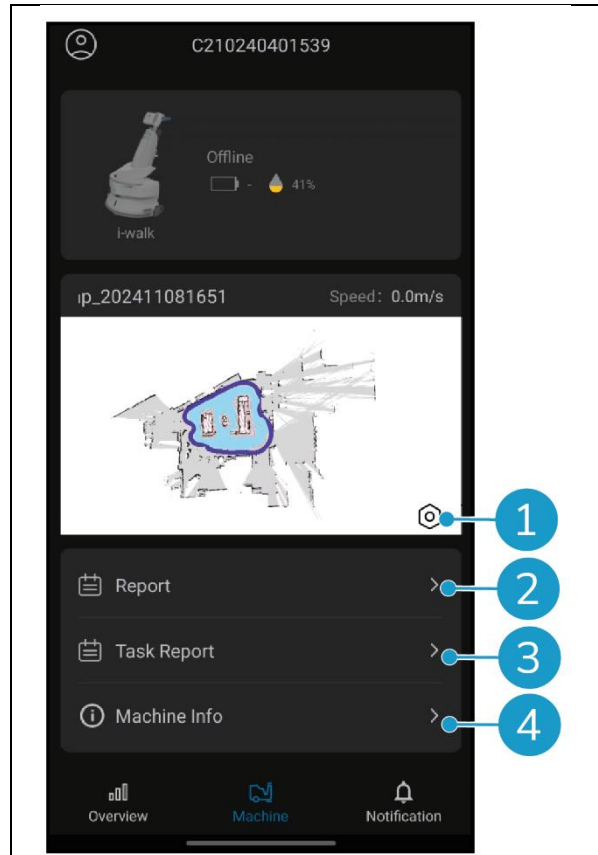 C210240401539
Offline
- 41%
i-walk
ıp_202411081651 Speed: 0.0m/s
1
Report 2
Task Report 3
Machine Info 4
Overview Machine Notification